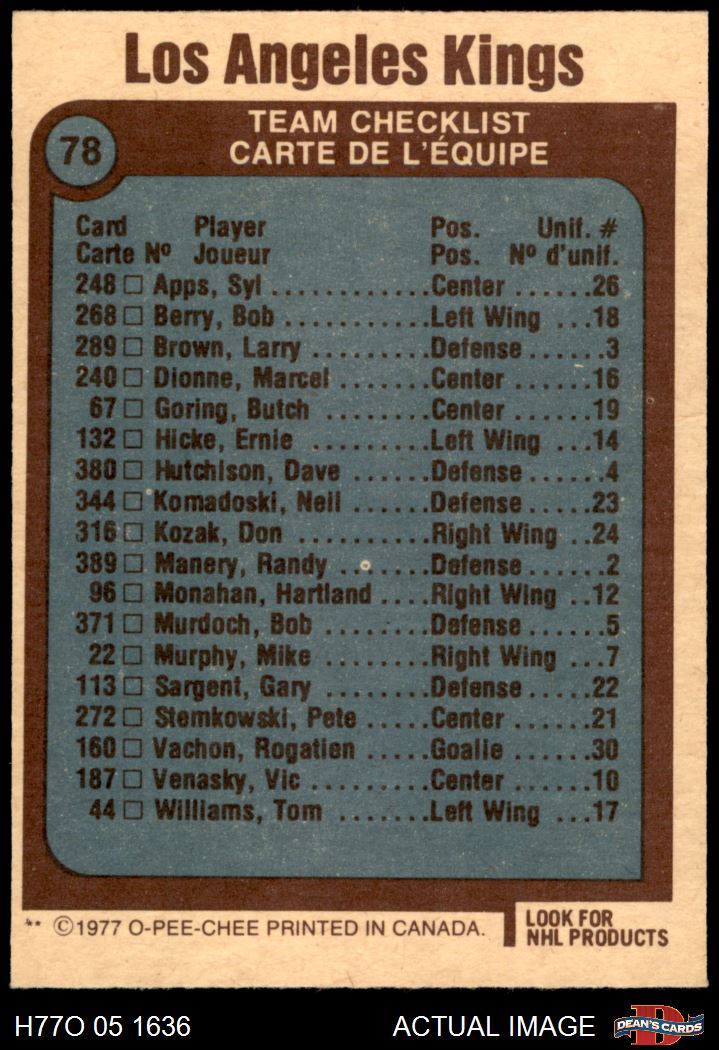 Los Angeles Kings
78
TEAM CHECKLIST
CARTE DE L'ÉQUIPE
Card Player Pos. Unif. #
Carte Nº Joueur Pos. Nº d'unif.
248 □ Apps, Syl ............Center ......26
268 □ Berry, Bob ...........Left Wing ...18
289 □ Brown, Larry .........Defense ......3
240 □ Dionne, Marcel .......Center ......16
67 □ Goring, Butch ........Center ......19
132 □ Hicke, Ernie .........Left Wing ...14
380 □ Hutchison, Dave ......Defense ......4
344 □ Komadoski, Neil ......Defense .....23
316 □ Kozak, Don ..........Right Wing ..24
389 □ Manery, Randy .......Defense ......2
96 □ Monahan, Hartland ....Right Wing ..12
371 □ Murdoch, Bob ........Defense ......5
22 □ Murphy, Mike ........Right Wing ...7
113 □ Sargent, Gary ........Defense .....22
272 □ Stemkowski, Pete .....Center ......21
160 □ Vachon, Rogatien .....Goalie ......30
187 □ Venasky, Vic .........Center ......10
44 □ Williams, Tom .......Left Wing ...17
** ©1977 O-PEE-CHEE PRINTED IN CANADA.
LOOK FOR
NHL PRODUCTS
H77O 05 1636
ACTUAL IMAGE
D
DEAN'S CARDS